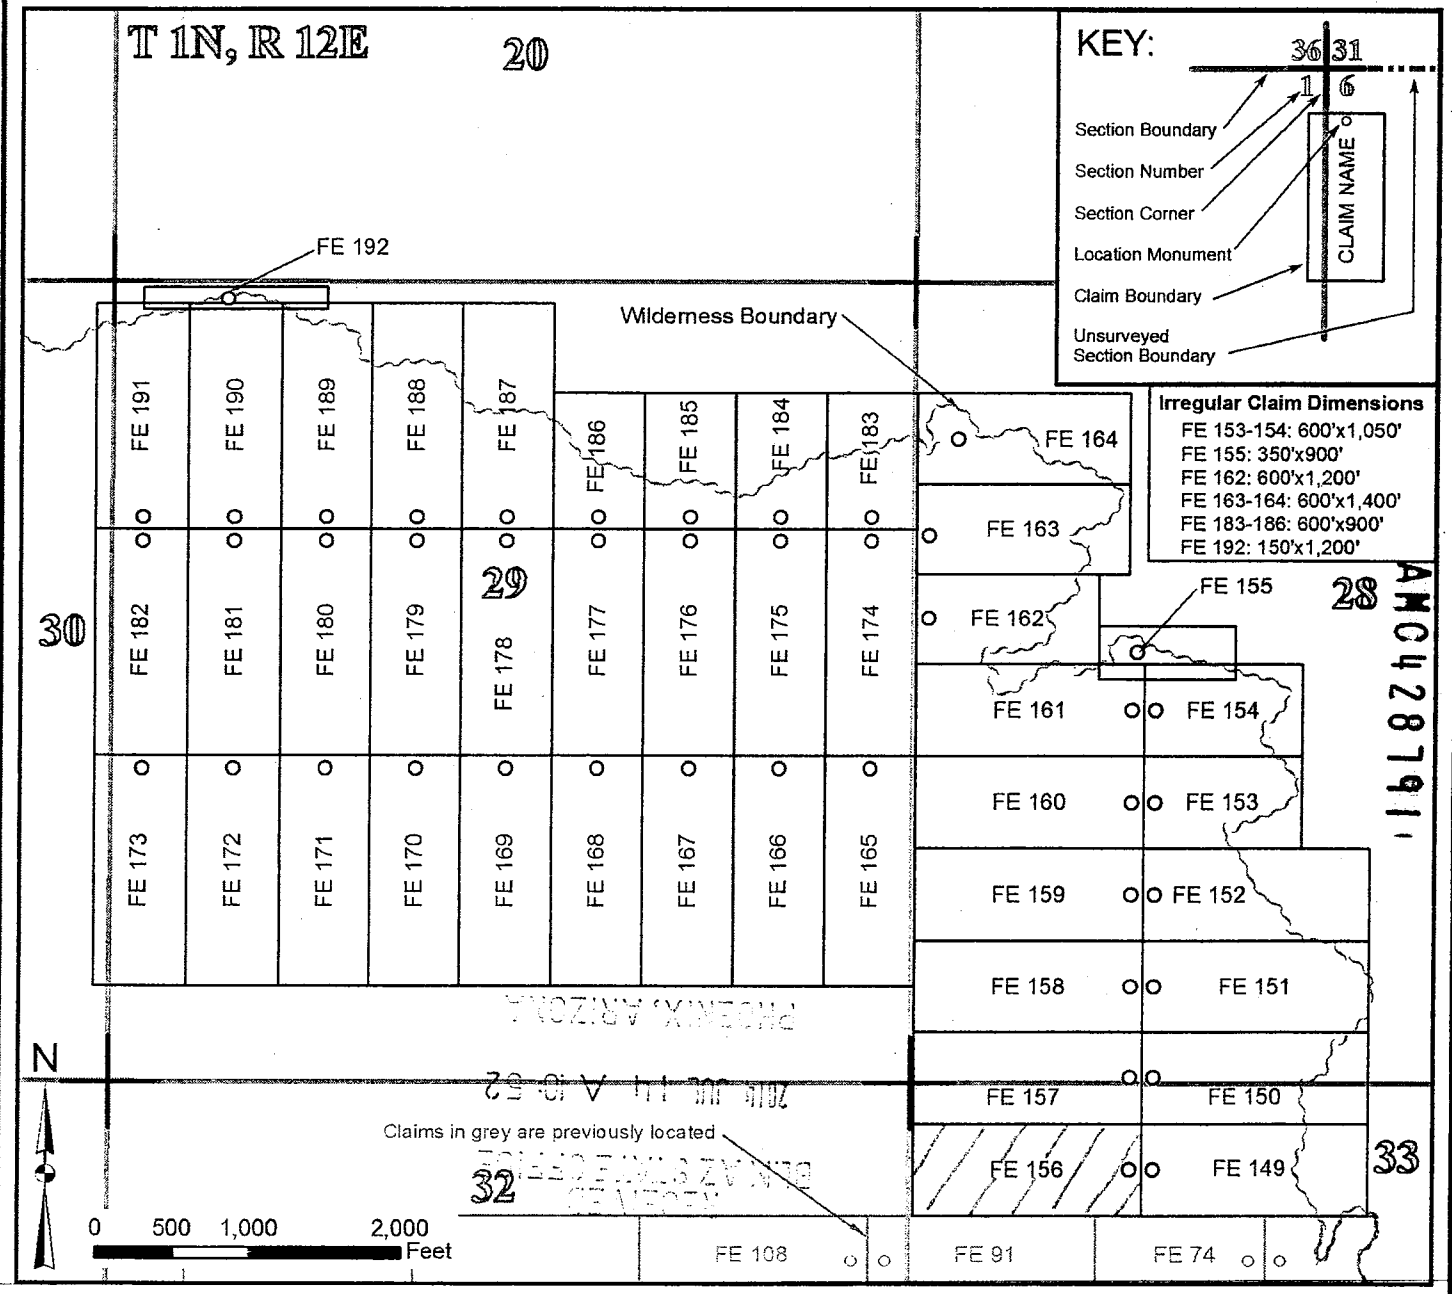 T 1N, R 12E
20
KEY:
36 31
1 6
Section Boundary
Section Number
Section Corner
Location Monument
Claim Boundary
Unsurveyed
Section Boundary
CLAIM NAME
FE 192
Wilderness Boundary
Irregular Claim Dimensions
FE 153-154: 600'x1,050'
FE 155: 350'x900'
FE 162: 600'x1,200'
FE 163-164: 600'x1,400'
FE 183-186: 600'x900'
FE 192: 150'x1,200'
FE 191
FE 190
FE 189
FE 188
FE 187
FE 186
FE 185
FE 184
FE 183
FE 164
FE 163
29
28
AMC428791
30
FE 182
FE 181
FE 180
FE 179
FE 178
FE 177
FE 176
FE 175
FE 174
FE 162
FE 155
FE 161
FE 154
FE 160
FE 153
FE 173
FE 172
FE 171
FE 170
FE 169
FE 168
FE 167
FE 166
FE 165
FE 159
FE 152
FE 158
FE 151
PHOENIX, ARIZONA
N
FE 157
FE 150
Claims in grey are previously located
BLM AZ STATE OFFICE
RECEIVED
32
FE 156
FE 149
33
0 500 1,000 2,000
Feet
FE 108
FE 91
FE 74